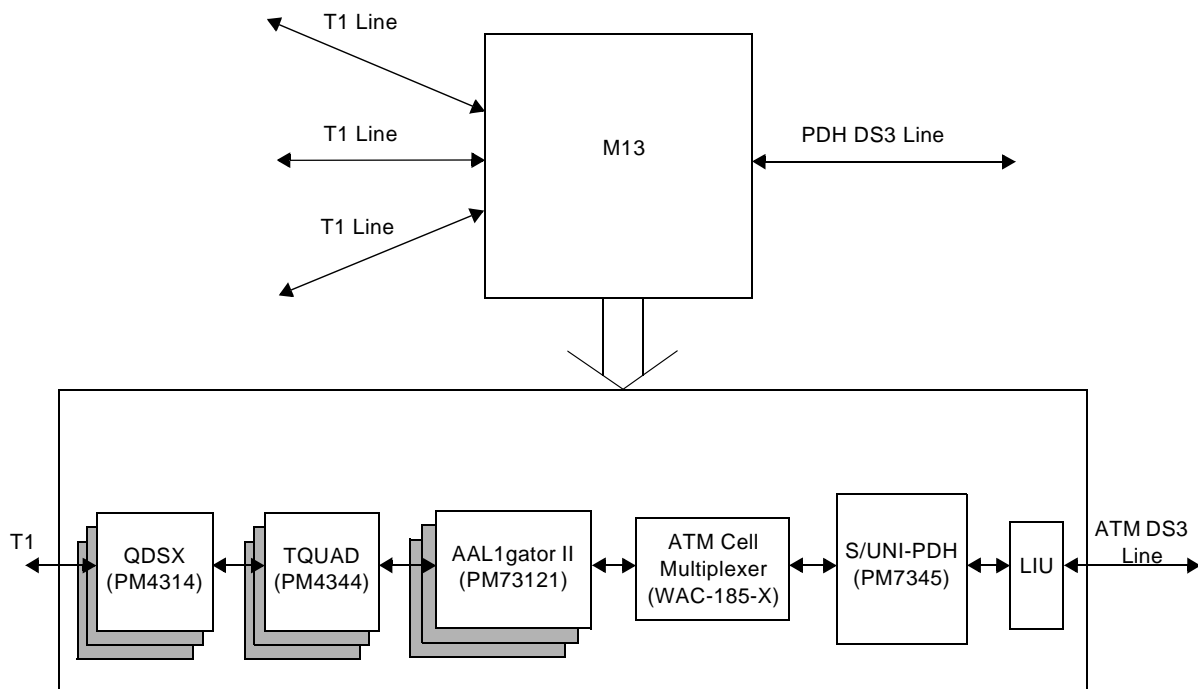 T1 Line
T1 Line
T1 Line
M13
PDH DS3 Line
T1
QDSX
(PM4314)
TQUAD
(PM4344)
AAL1gator II
(PM73121)
ATM Cell
Multiplexer
(WAC-185-X)
S/UNI-PDH
(PM7345)
LIU
ATM DS3
Line